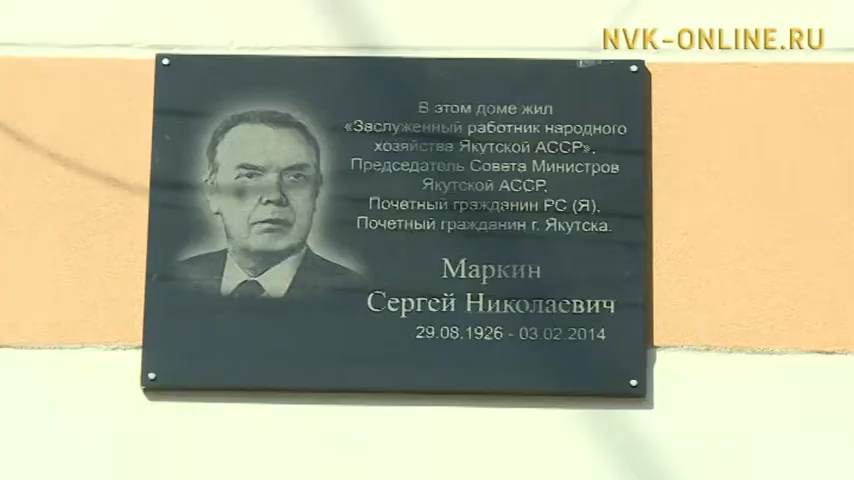 NVK-ONLINE.RU
В этом доме жил
«Заслуженный работник народного
хозяйства Якутской АССР»,
Председатель Совета Министров
Якутской АССР,
Почетный гражданин РС (Я),
Почетный гражданин г. Якутска.
Маркин
Сергей Николаевич
29.08.1926 - 03.02.2014